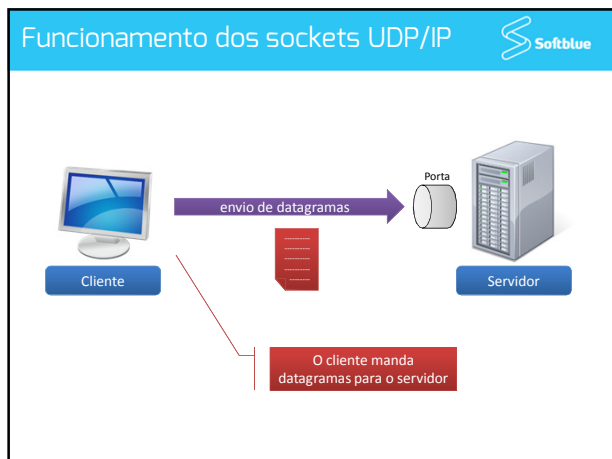 Funcionamento dos sockets UDP/IP
Softblue
Porta
envio de datagramas
Cliente
Servidor
O cliente manda
datagramas para o servidor